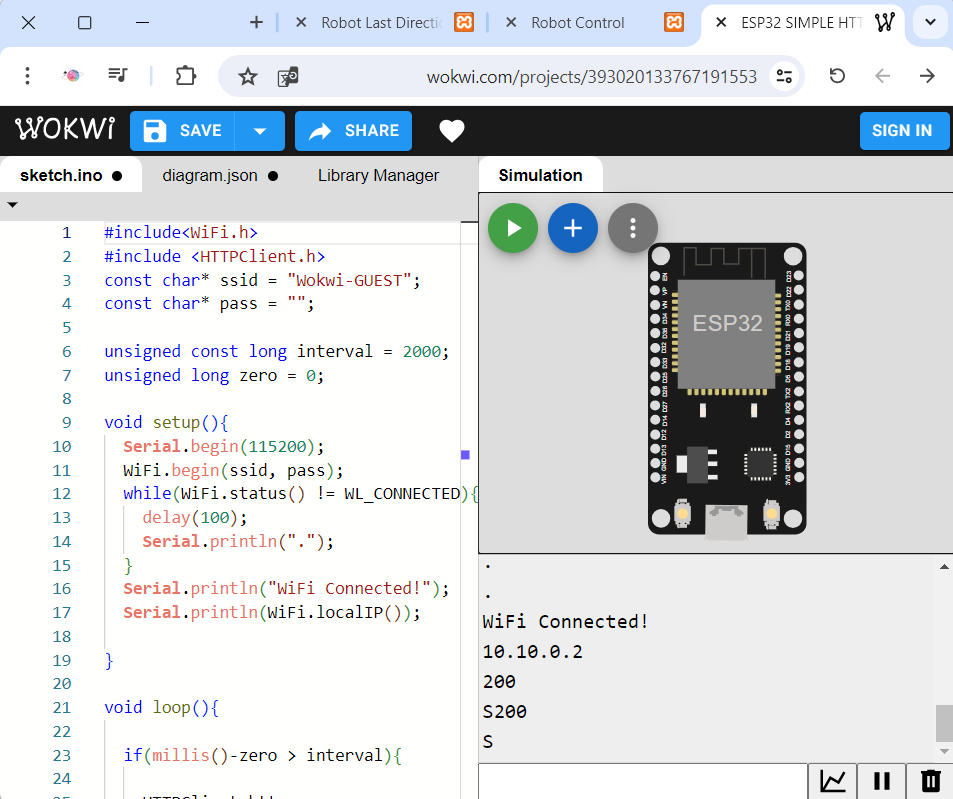 Robot Last Directi
Robot Control
ESP32 SIMPLE HTT
wokwi.com/projects/393020133767191553
WOKWi
SAVE
SHARE
SIGN IN
sketch.ino
diagram.json
Library Manager
Simulation
1 #include<WiFi.h>
2 #include <HTTPClient.h>
3 const char* ssid = "Wokwi-GUEST";
4 const char* pass = "";
5
6 unsigned const long interval = 2000;
7 unsigned long zero = 0;
8
9 void setup(){
10 Serial.begin(115200);
11 WiFi.begin(ssid, pass);
12 while(WiFi.status() != WL_CONNECTED){
13 delay(100);
14 Serial.println(".");
15 }
16 Serial.println("WiFi Connected!");
17 Serial.println(WiFi.localIP());
18
19 }
20
21 void loop(){
22
23 if(millis()-zero > interval){
24
ESP32
.
.
WiFi Connected!
10.10.0.2
200
S200
S